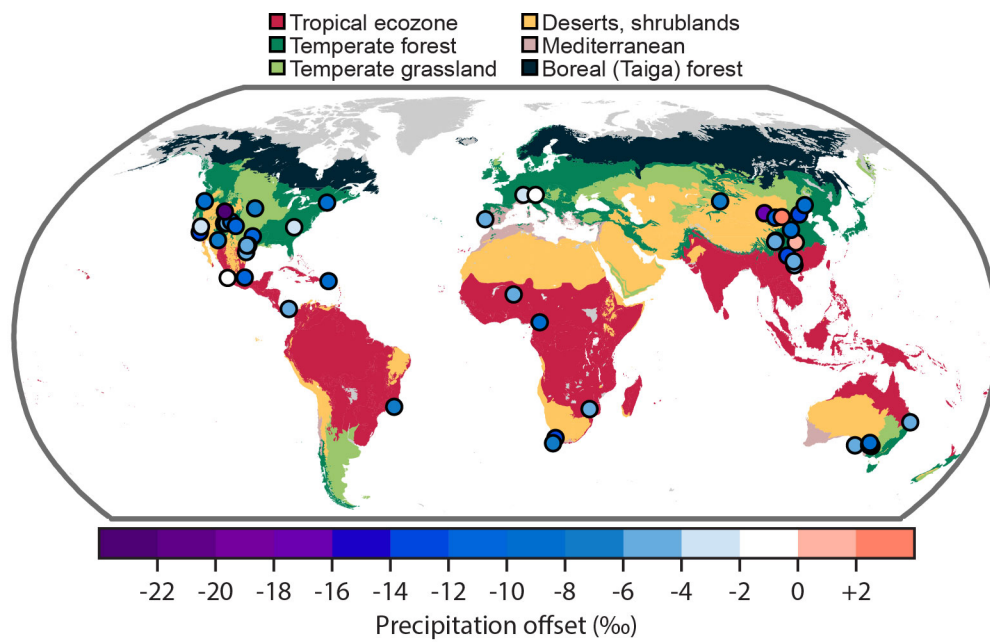 Tropical ecozone
Temperate forest
Temperate grassland
Deserts, shrublands
Mediterranean
Boreal (Taiga) forest
-22 -20 -18 -16 -14 -12 -10 -8 -6 -4 -2 0 +2
Precipitation offset (‰)